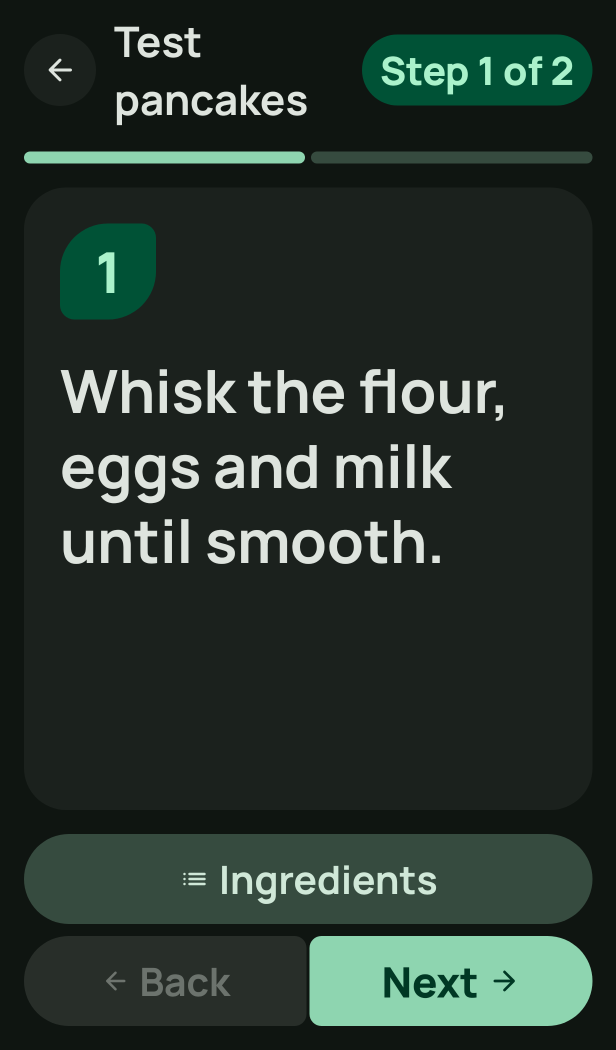 Test
pancakes
Step 1 of 2
1
Whisk the flour,
eggs and milk
until smooth.
Ingredients
Back
Next